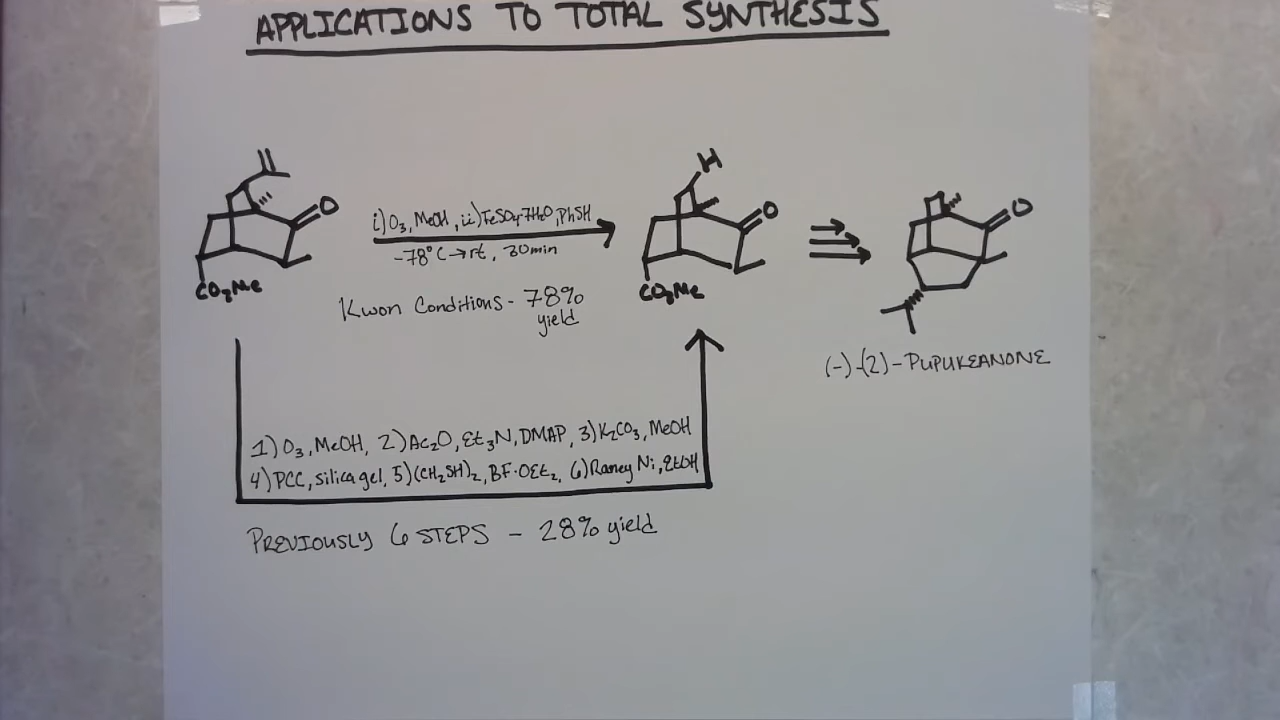 APPLICATIONS TO TOTAL SYNTHESIS
O
i) O₃, MeOH, ii) FeSO₄·7H₂O, PhSH
-78°C → rt, 30min
CO₂Me
Kwon Conditions - 78%
yield
H
O
CO₂Me
O
(-)-(2)-PUPUKEANONE
1) O₃, MeOH, 2) Ac₂O, Et₃N, DMAP, 3) K₂CO₃, MeOH
4) PCC, silica gel, 5) (CH₂SH)₂, BF·OEt₂, 6) Raney Ni, EtOH
PREVIOUSLY 6 STEPS - 28% yield